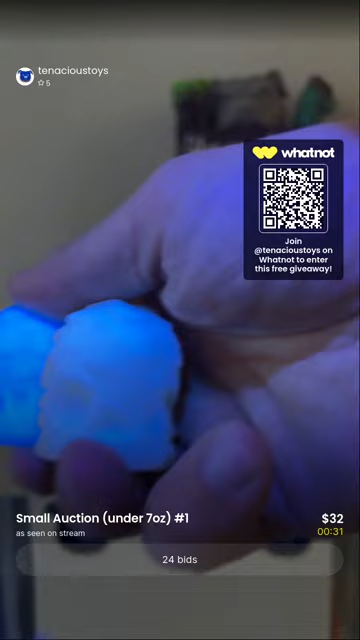 tenacioustoys
☆ 5
whatnot
Join
@tenacioustoys on
Whatnot to enter
this free giveaway!
Small Auction (under 7oz) #1
$32
as seen on stream
00:31
24 bids